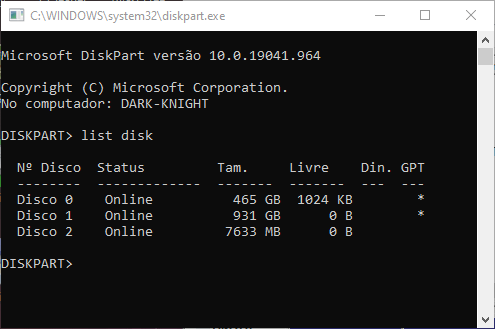 C:\WINDOWS\system32\diskpart.exe
Microsoft DiskPart versão 10.0.19041.964
Copyright (C) Microsoft Corporation.
No computador: DARK-KNIGHT
DISKPART> list disk
Nº Disco  Status         Tam.     Livre    Din.  GPT
--------  -------------  -------  -------  ---  ---
Disco 0    Online          465 GB  1024 KB        *
Disco 1    Online          931 GB      0 B        *
Disco 2    Online         7633 MB      0 B
DISKPART>